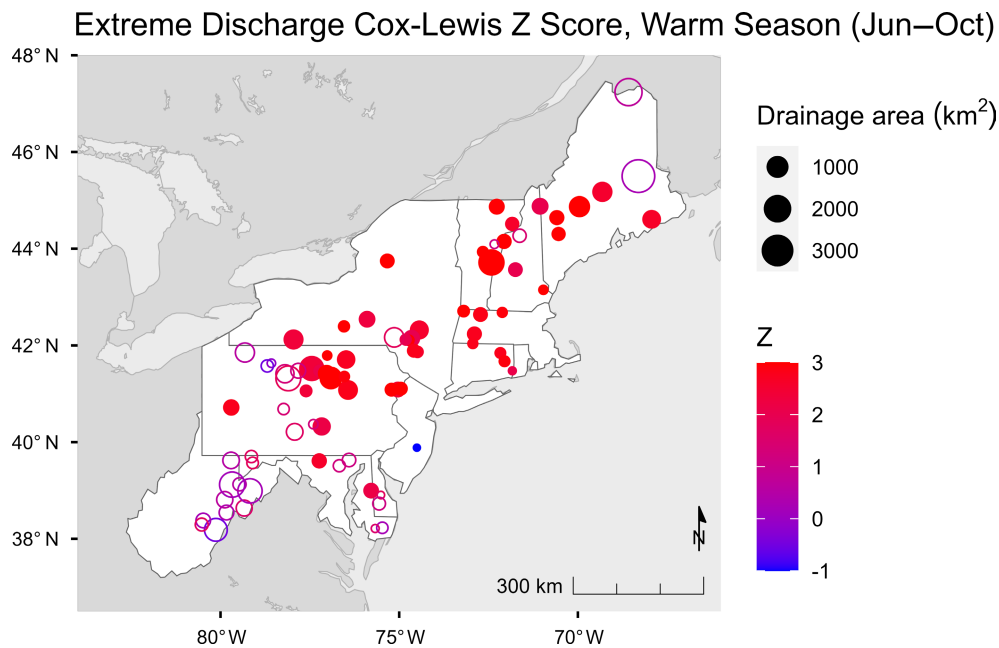 Extreme Discharge Cox-Lewis Z Score, Warm Season (Jun–Oct)
48° N
46° N
44° N
42° N
40° N
38° N
80° W
75° W
70° W
300 km
N
Drainage area (km²)
1000
2000
3000
Z
3
2
1
0
-1